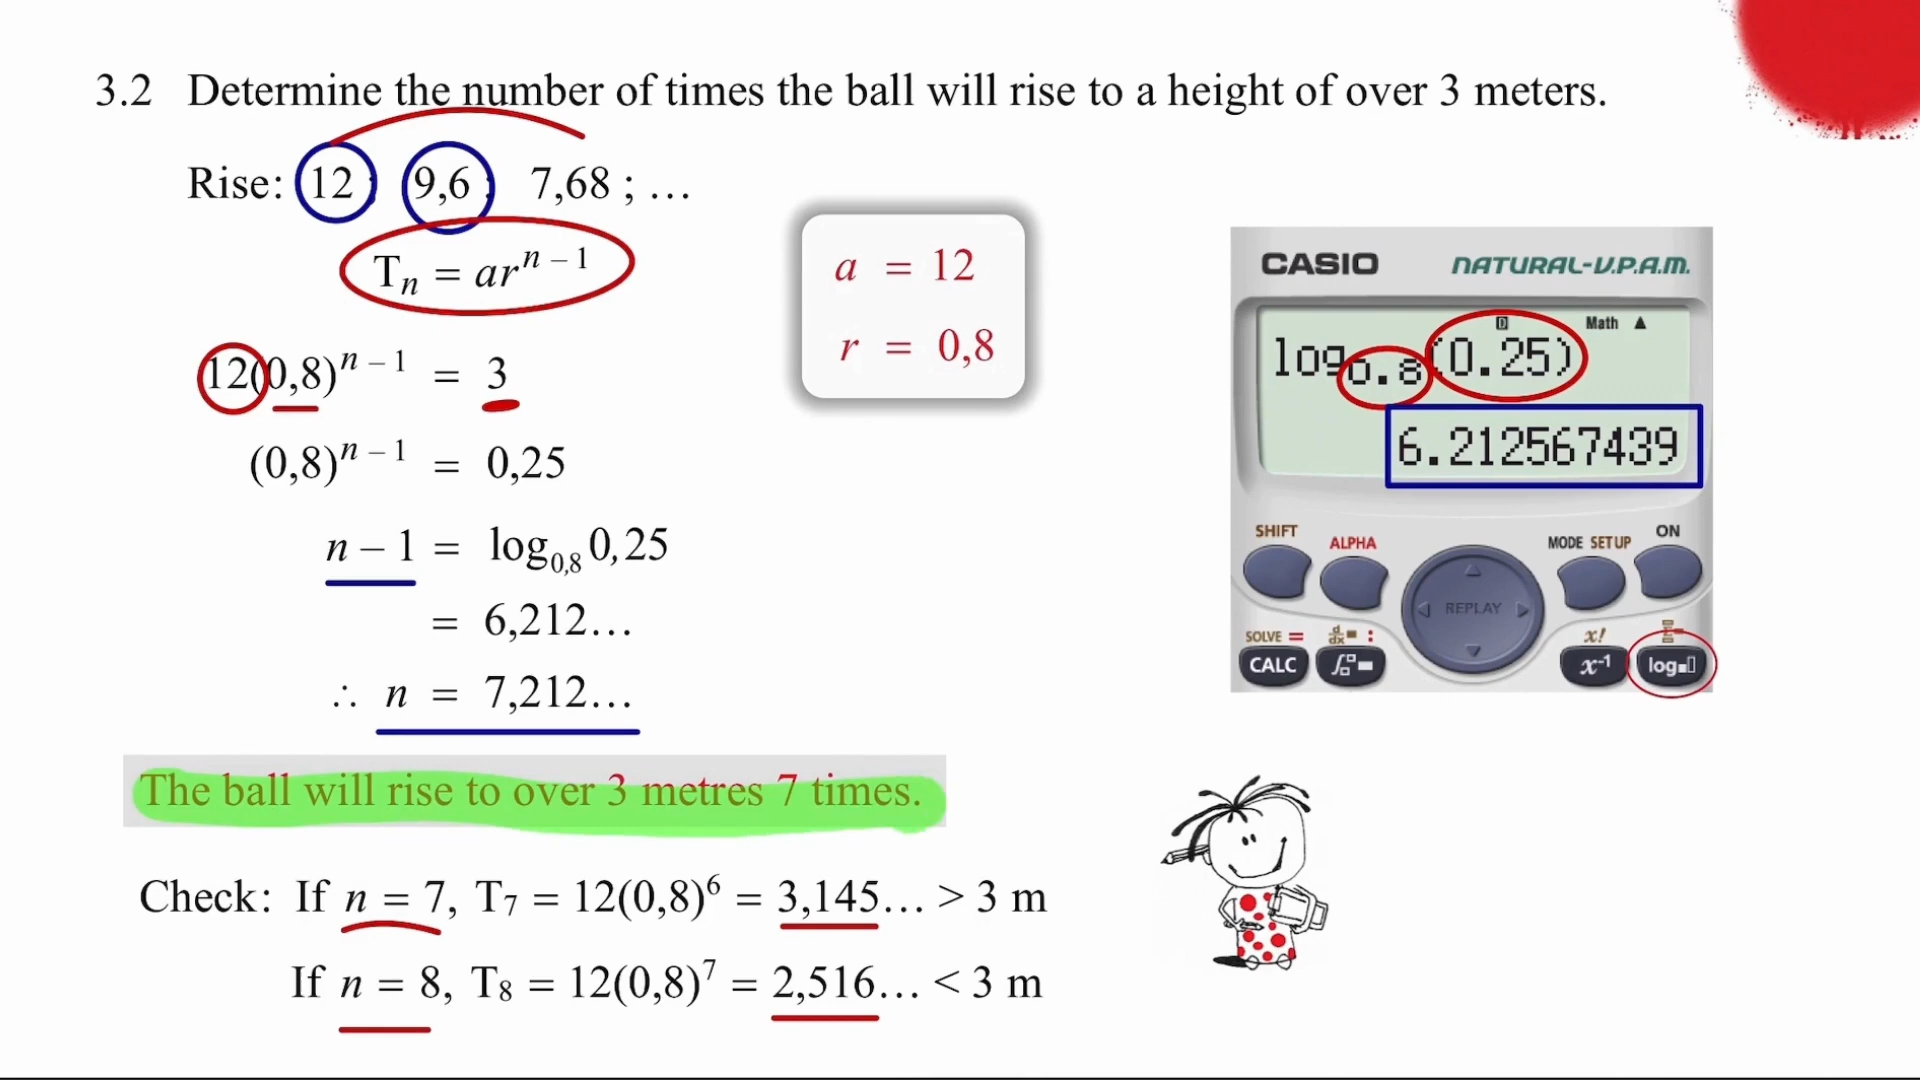 3.2 Determine the number of times the ball will rise to a height of over 3 meters.
Rise: 12 ; 9,6 ; 7,68 ; …
Tₙ = arⁿ ⁻ ¹
a = 12
r = 0,8
12(0,8)ⁿ ⁻ ¹ = 3
(0,8)ⁿ ⁻ ¹ = 0,25
n – 1 = log₀,₈ 0,25
= 6,212…
∴ n = 7,212…
The ball will rise to over 3 metres 7 times.
Check: If n = 7, T₇ = 12(0,8)⁶ = 3,145… > 3 m
If n = 8, T₈ = 12(0,8)⁷ = 2,516… < 3 m
CASIO NATURAL-V.P.A.M.
D Math ▲
log₀.₈(0.25)
6.212567439
SHIFT ALPHA MODE SETUP ON
REPLAY
SOLVE = d/dx■ : x!
CALC ∫■ x⁻¹ log■□